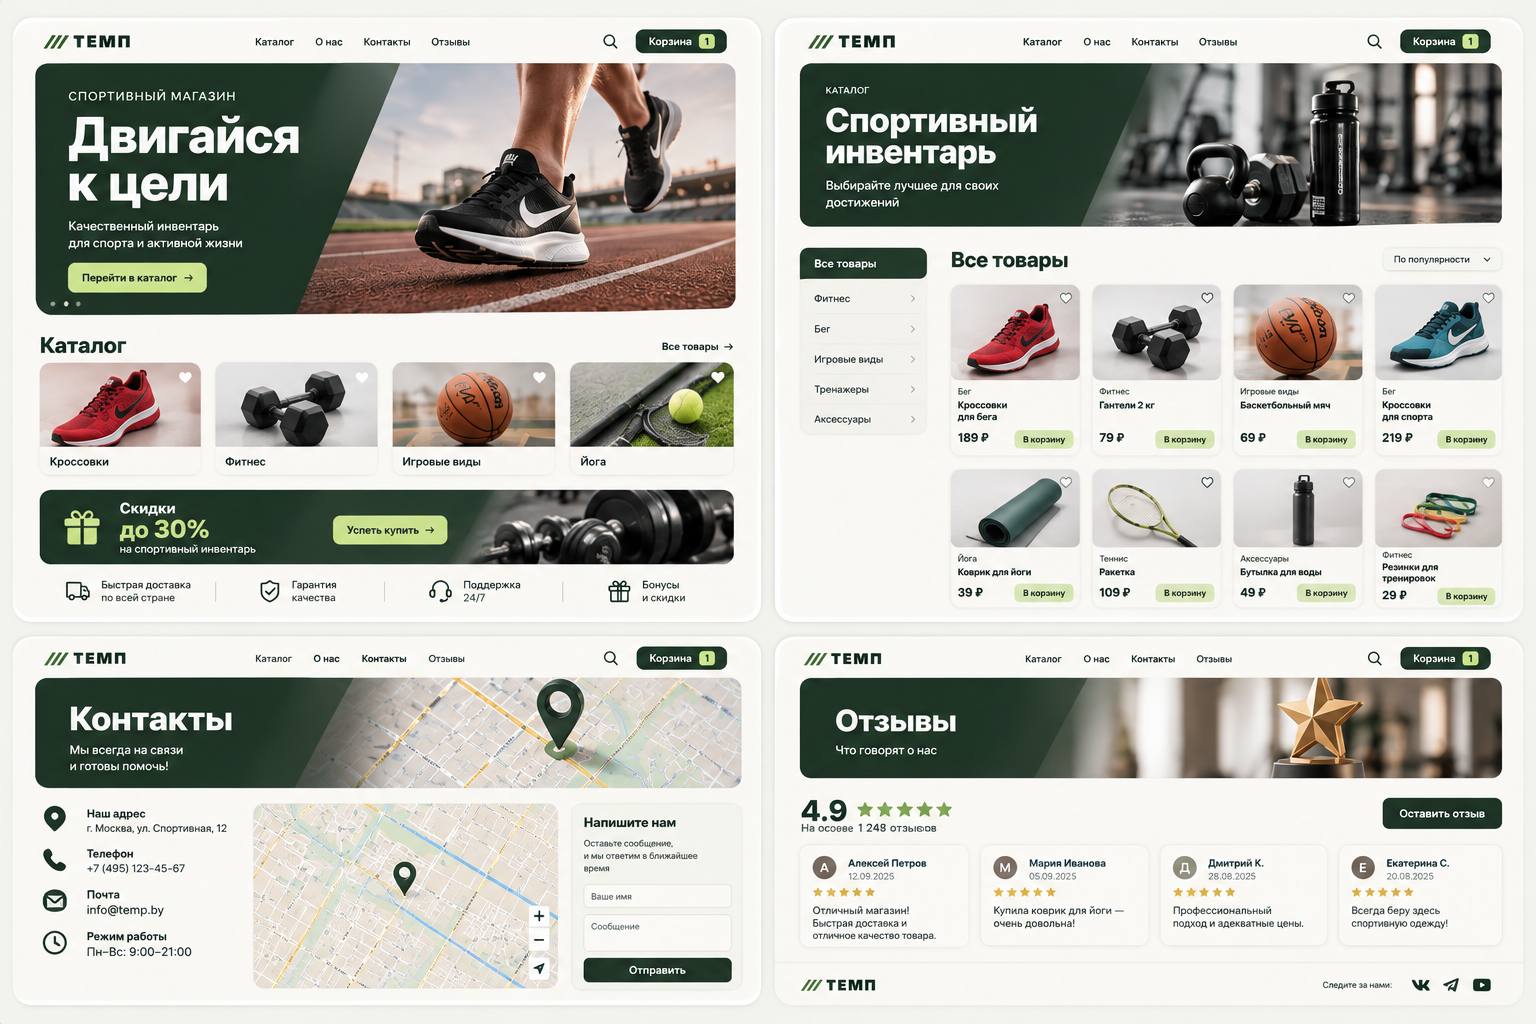 ТЕМП
Каталог
О нас
Контакты
Отзывы
Корзина 1
СПОРТИВНЫЙ МАГАЗИН
Двигайся
к цели
Качественный инвентарь
для спорта и активной жизни
Перейти в каталог →
Каталог
Все товары →
Кроссовки
Фитнес
Игровые виды
Йога
Скидки
до 30%
на спортивный инвентарь
Успеть купить →
Быстрая доставка
по всей стране
Гарантия
качества
Поддержка
24/7
Бонусы
и скидки
ТЕМП
Каталог
О нас
Контакты
Отзывы
Корзина 1
КАТАЛОГ
Спортивный
инвентарь
Выбирайте лучшее для своих
достижений
Все товары
Фитнес
Бег
Игровые виды
Тренажеры
Аксессуары
Все товары
По популярности
Бег
Кроссовки
для бега
189 ₽
В корзину
Фитнес
Гантели 2 кг
79 ₽
В корзину
Игровые виды
Баскетбольный мяч
69 ₽
В корзину
Бег
Кроссовки
для спорта
219 ₽
В корзину
Йога
Коврик для йоги
39 ₽
В корзину
Теннис
Ракетка
109 ₽
В корзину
Аксессуары
Бутылка для воды
49 ₽
В корзину
Фитнес
Резинки для
тренировок
29 ₽
В корзину
ТЕМП
Каталог
О нас
Контакты
Отзывы
Корзина 1
Контакты
Мы всегда на связи
и готовы помочь!
Наш адрес
г. Москва, ул. Спортивная, 12
Телефон
+7 (495) 123-45-67
Почта
info@temp.by
Режим работы
Пн–Вс: 9:00–21:00
+
−
Напишите нам
Оставьте сообщение,
и мы ответим в ближайшее
время
Ваше имя
Сообщение
Отправить
ТЕМП
Каталог
О нас
Контакты
Отзывы
Корзина 1
Отзывы
Что говорят о нас
4.9
На осоеве 1 248 отзысов
Оставить отзыв
А
Алексей Петров
12.09.2025
Отличный магазин!
Быстрая доставка и
отличное качество товара.
М
Мария Иванова
05.09.2025
Купила коврик для йоги —
очень довольна!
Д
Дмитрий К.
28.08.2025
Профессиональный
подход и адекватные цены.
Е
Екатерина С.
20.08.2025
Всегда беру здесь
спортивную одежду!
ТЕМП
Следите за нами: